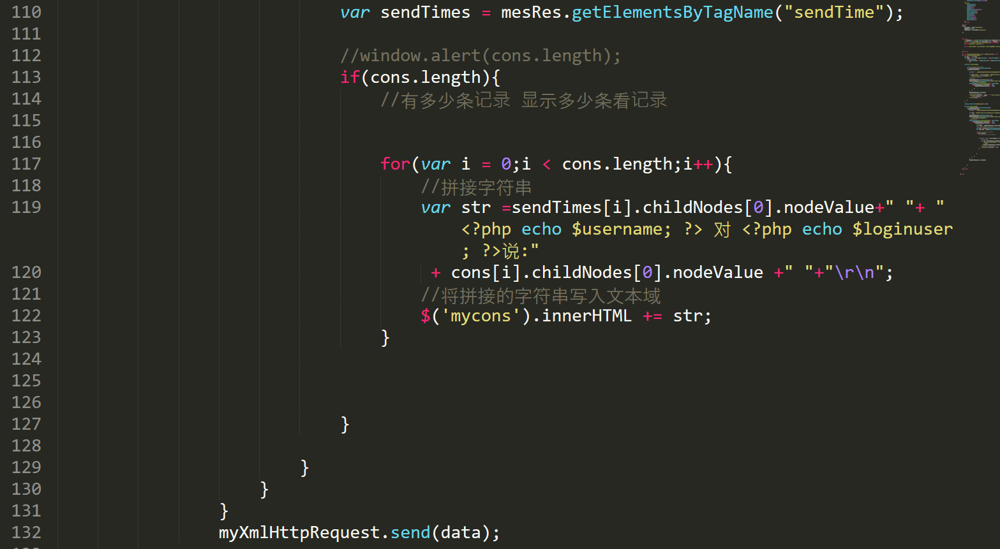 110 var sendTimes = mesRes.getElementsByTagName("sendTime");
111
112 //window.alert(cons.length);
113 if(cons.length){
114 //有多少条记录 显示多少条看记录
115
116
117 for(var i = 0;i < cons.length;i++){
118 //拼接字符串
119 var str =sendTimes[i].childNodes[0].nodeValue+" "+ "
<?php echo $username; ?> 对 <?php echo $loginuser
; ?>说:"
120 + cons[i].childNodes[0].nodeValue +" "+"\r\n";
121 //将拼接的字符串写入文本域
122 $('mycons').innerHTML += str;
123 }
124
125
126
127 }
128
129 }
130 }
131 }
132 myXmlHttpRequest.send(data);